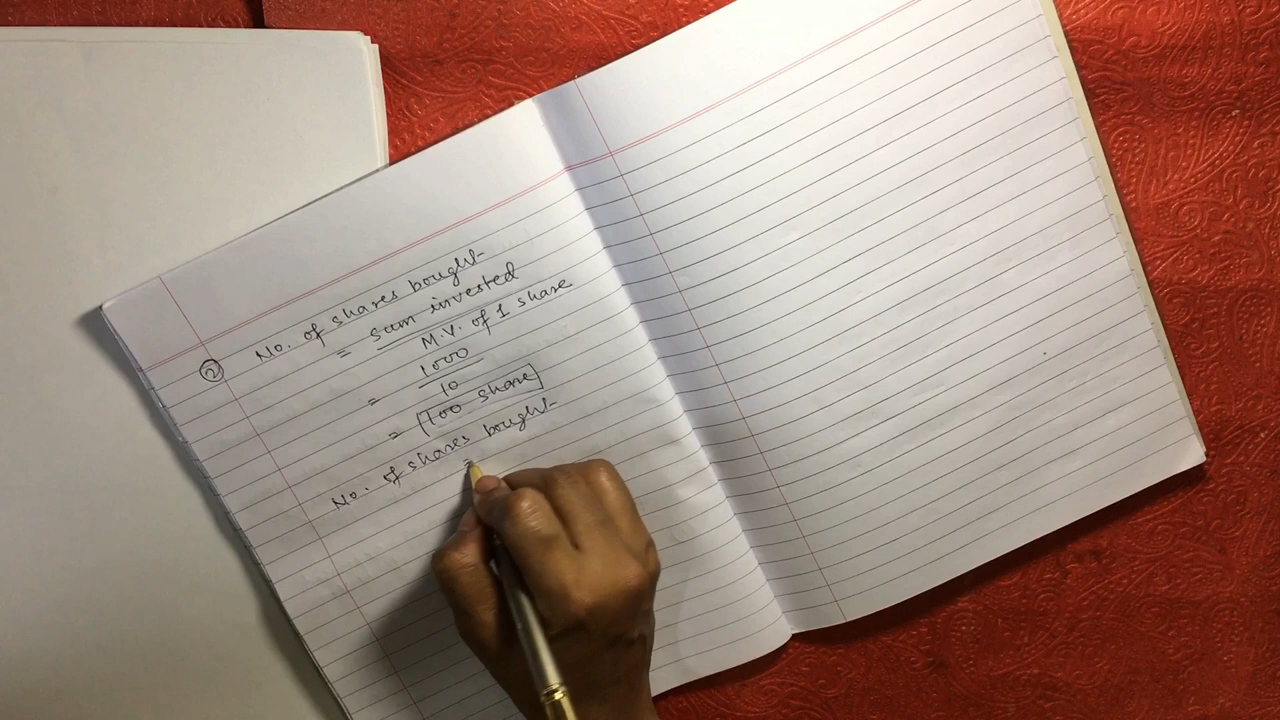 ② No. of shares bought
= Sum invested
M.V. of 1 share
= 1000
10
= 100 share
No. of shares bought
=